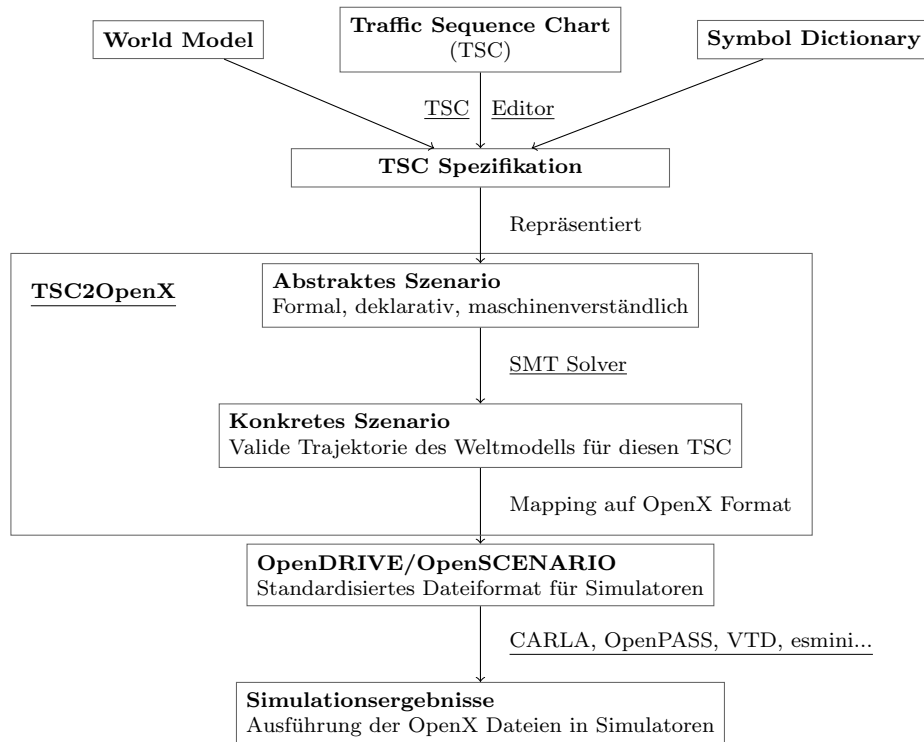 World Model
Traffic Sequence Chart
(TSC)
Symbol Dictionary
TSC Editor
TSC Spezifikation
Repräsentiert
TSC2OpenX
Abstraktes Szenario
Formal, deklarativ, maschinenverständlich
SMT Solver
Konkretes Szenario
Valide Trajektorie des Weltmodells für diesen TSC
Mapping auf OpenX Format
OpenDRIVE/OpenSCENARIO
Standardisiertes Dateiformat für Simulatoren
CARLA, OpenPASS, VTD, esmini...
Simulationsergebnisse
Ausführung der OpenX Dateien in Simulatoren